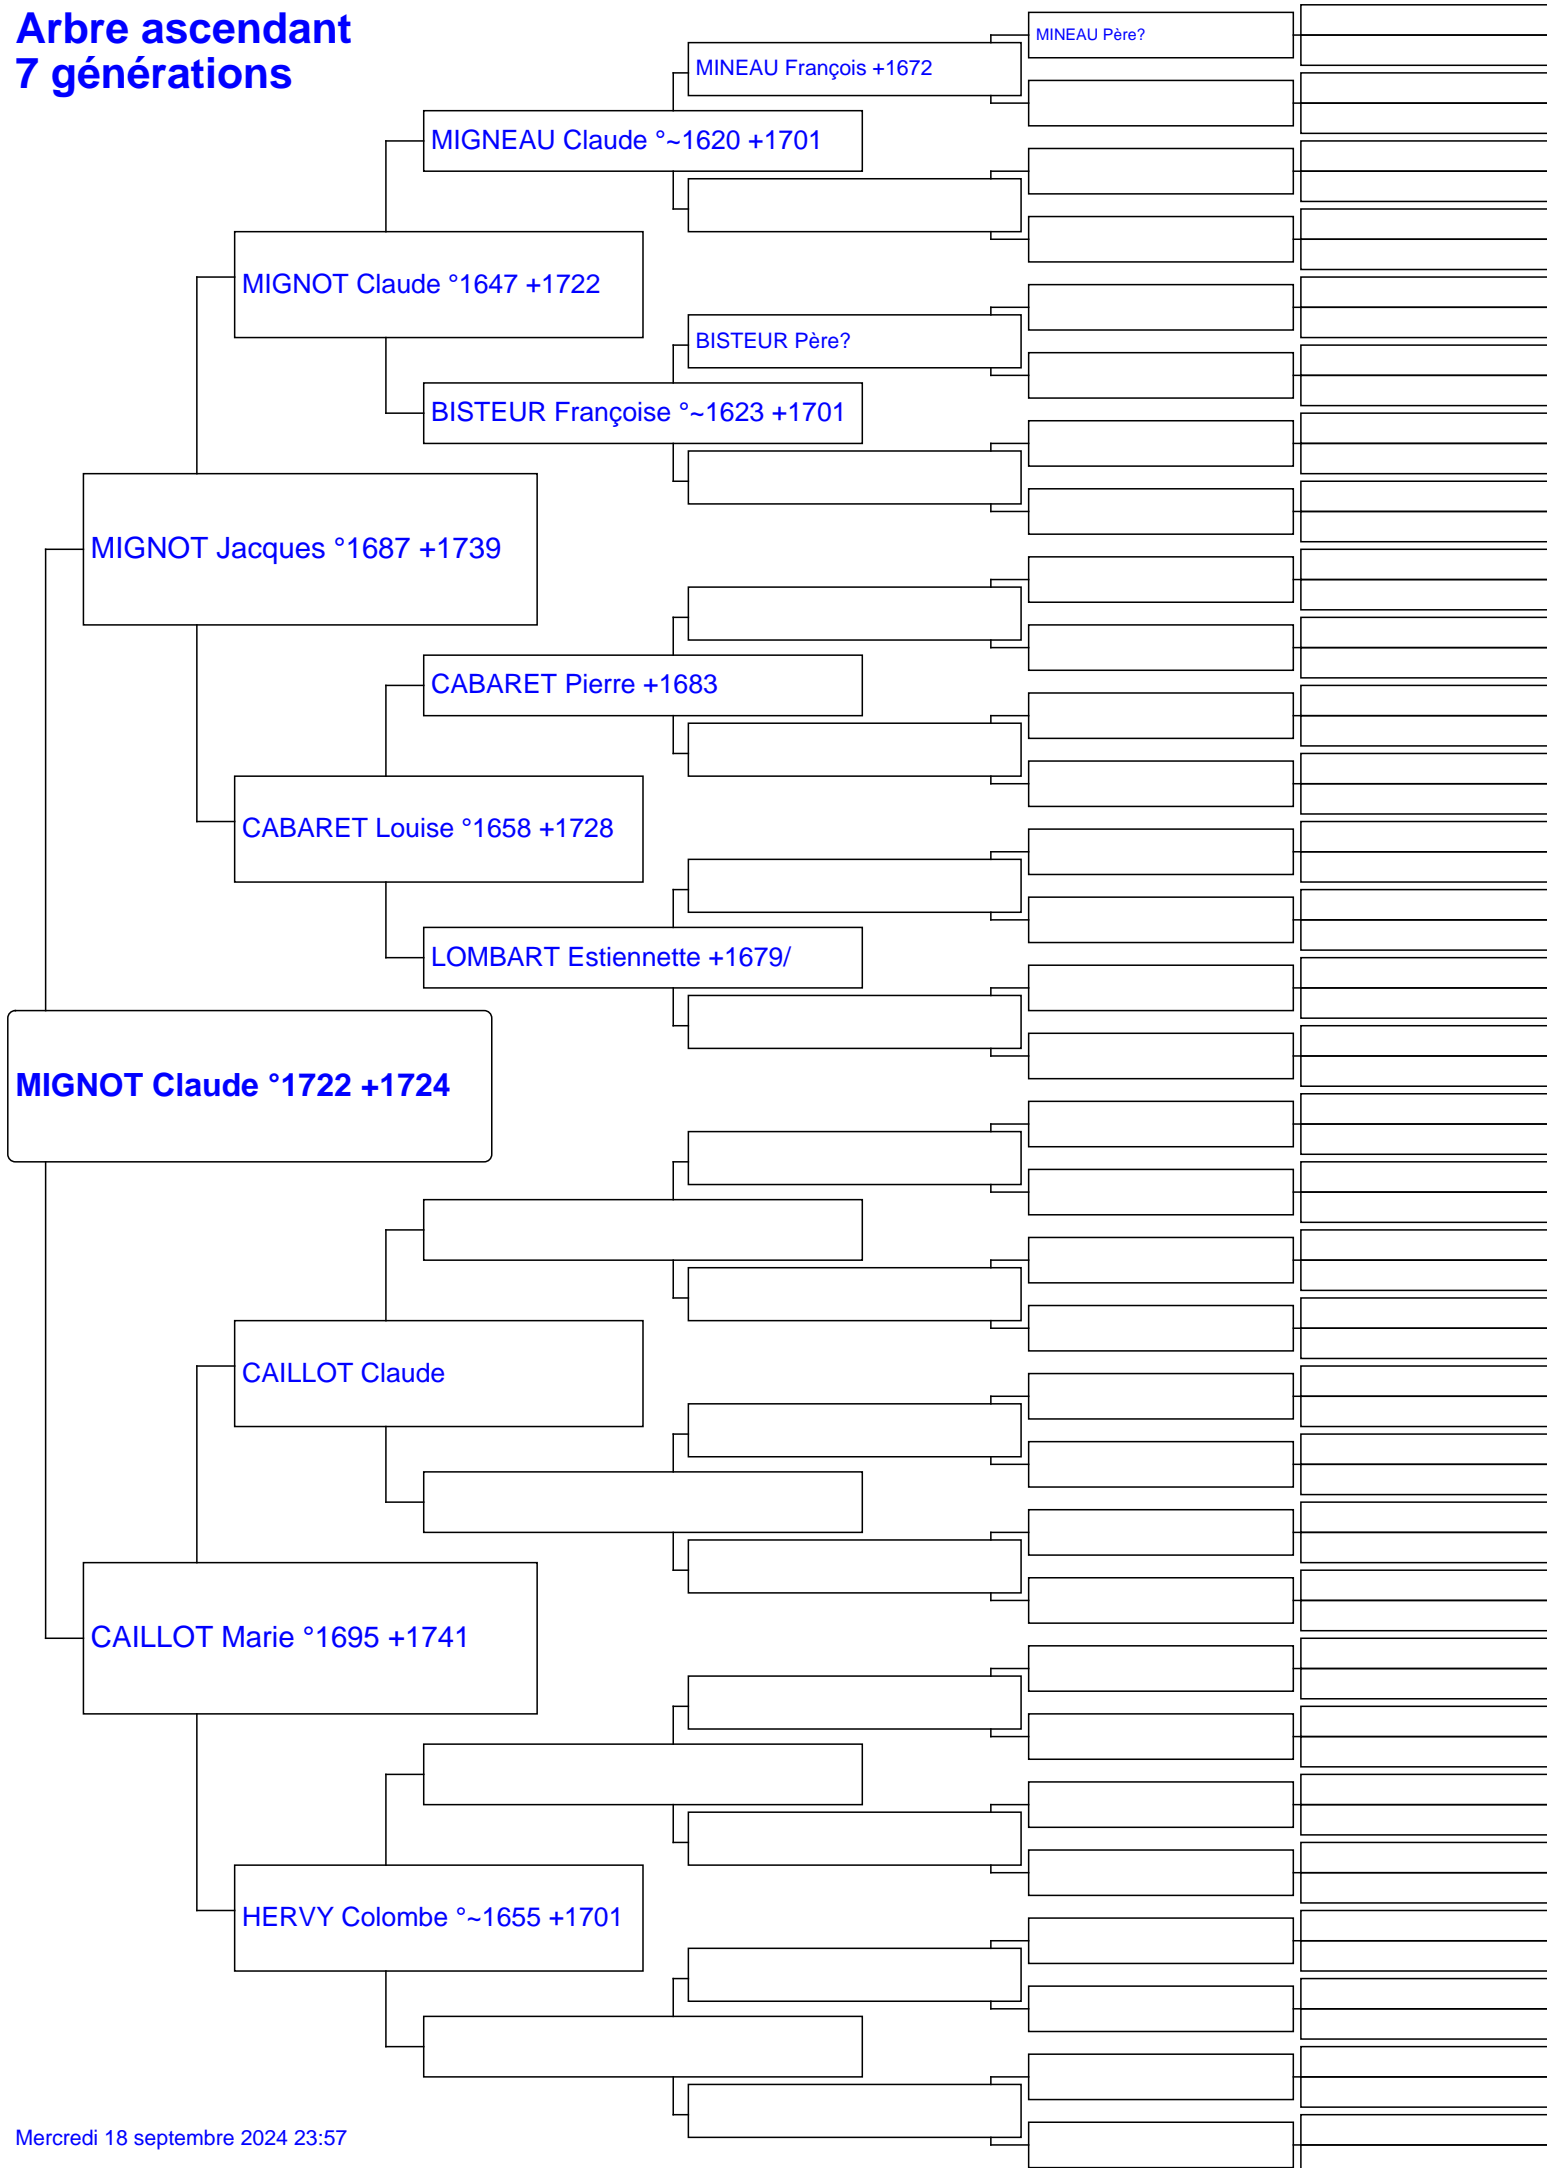 Arbre ascendant
7 générations
MINEAU Père?
MINEAU François +1672
MIGNEAU Claude °~1620 +1701
MIGNOT Claude °1647 +1722
BISTEUR Père?
BISTEUR Françoise °~1623 +1701
MIGNOT Jacques °1687 +1739
CABARET Pierre +1683
CABARET Louise °1658 +1728
LOMBART Estiennette +1679/
MIGNOT Claude °1722 +1724
CAILLOT Claude
CAILLOT Marie °1695 +1741
HERVY Colombe °~1655 +1701
Mercredi 18 septembre 2024 23:57